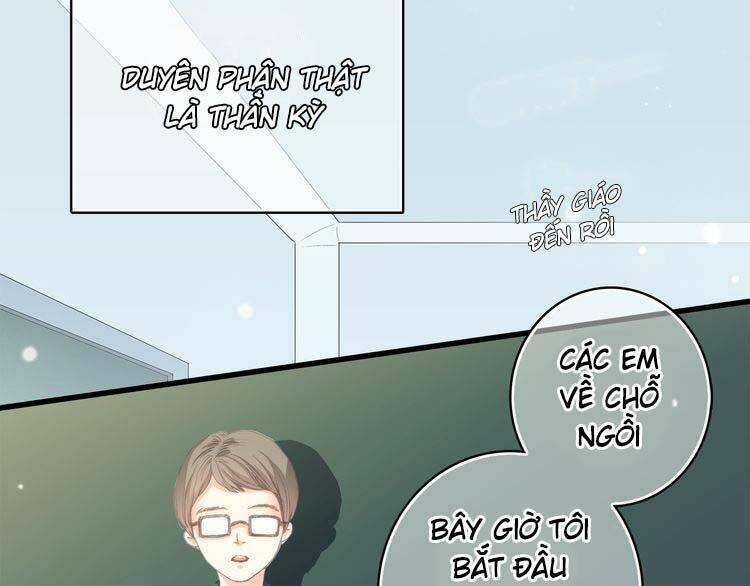 DUYÊN PHẬN THẬT
LÀ THẦN KỲ
THẦY GIÁO
ĐẾN RỒI
CÁC EM
VỀ CHỖ
NGỒI
BÂY GIỜ TÔI
BẮT ĐẦU